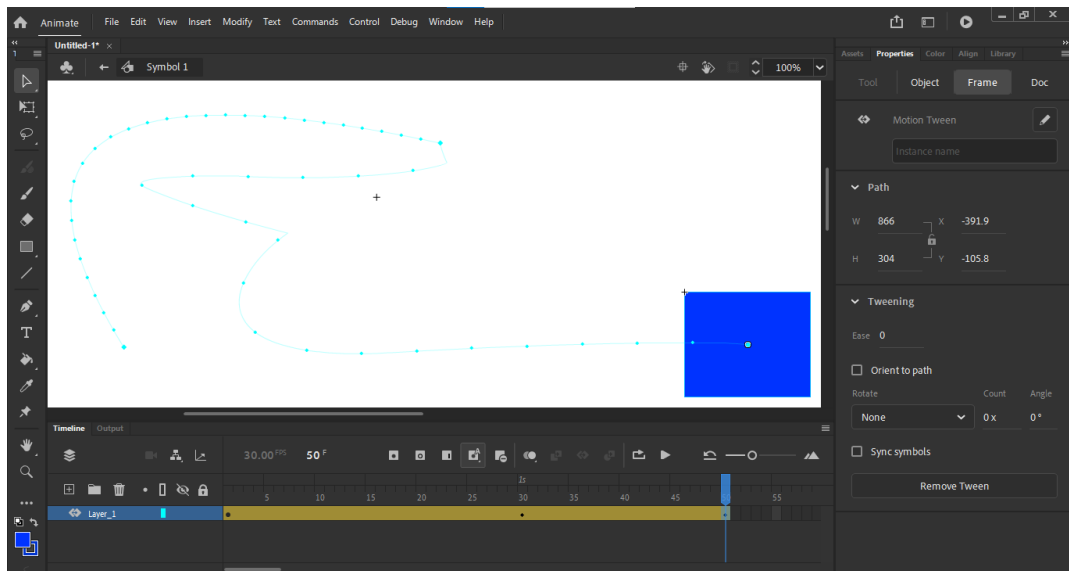 Animate File Edit View Insert Modify Text Commands Control Debug Window Help
Untitled-1* ×
1
Assets Properties Color Align Library
Symbol 1 100%
Tool Object Frame Doc
Motion Tween
Instance name
Path
W 866 X -391.9
H 304 Y -105.8
Tweening
Ease 0
Orient to path
Rotate Count Angle
None 0 x 0 °
Sync symbols
Remove Tween
Timeline Output
30.00 FPS 50 F
1s
5 10 15 20 25 30 35 40 45 55
Layer_1